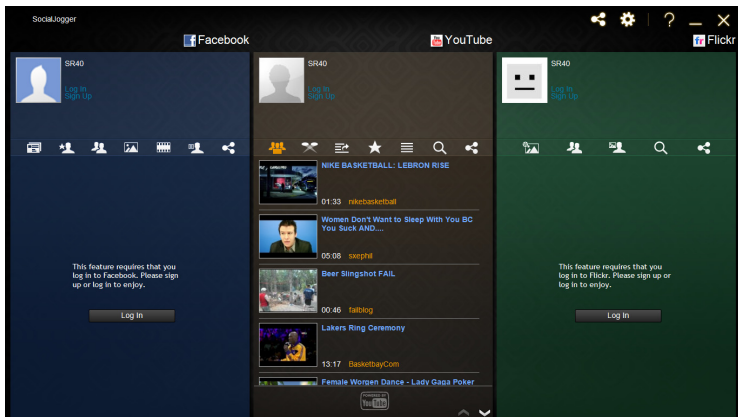 SocialJogger
?
Facebook
YouTube
Flickr
SR40
Log In
Sign Up
SR40
Log In
Sign Up
SR40
Log In
Sign Up
This feature requires that you
log in to Facebook. Please sign
up or log in to enjoy.
Log In
NIKE BASKETBALL: LEBRON RISE
01:33 nikebasketball
Women Don't Want to Sleep With You BC
You Suck AND....
05:08 sxephil
Beer Slingshot FAIL
00:46 failblog
Lakers Ring Ceremony
13:17 BasketbayCom
Female Worgen Dance - Lady Gaga Poker
POWERED BY
YouTube
This feature requires that you
log in to Flickr. Please sign up or
log in to enjoy.
Log In